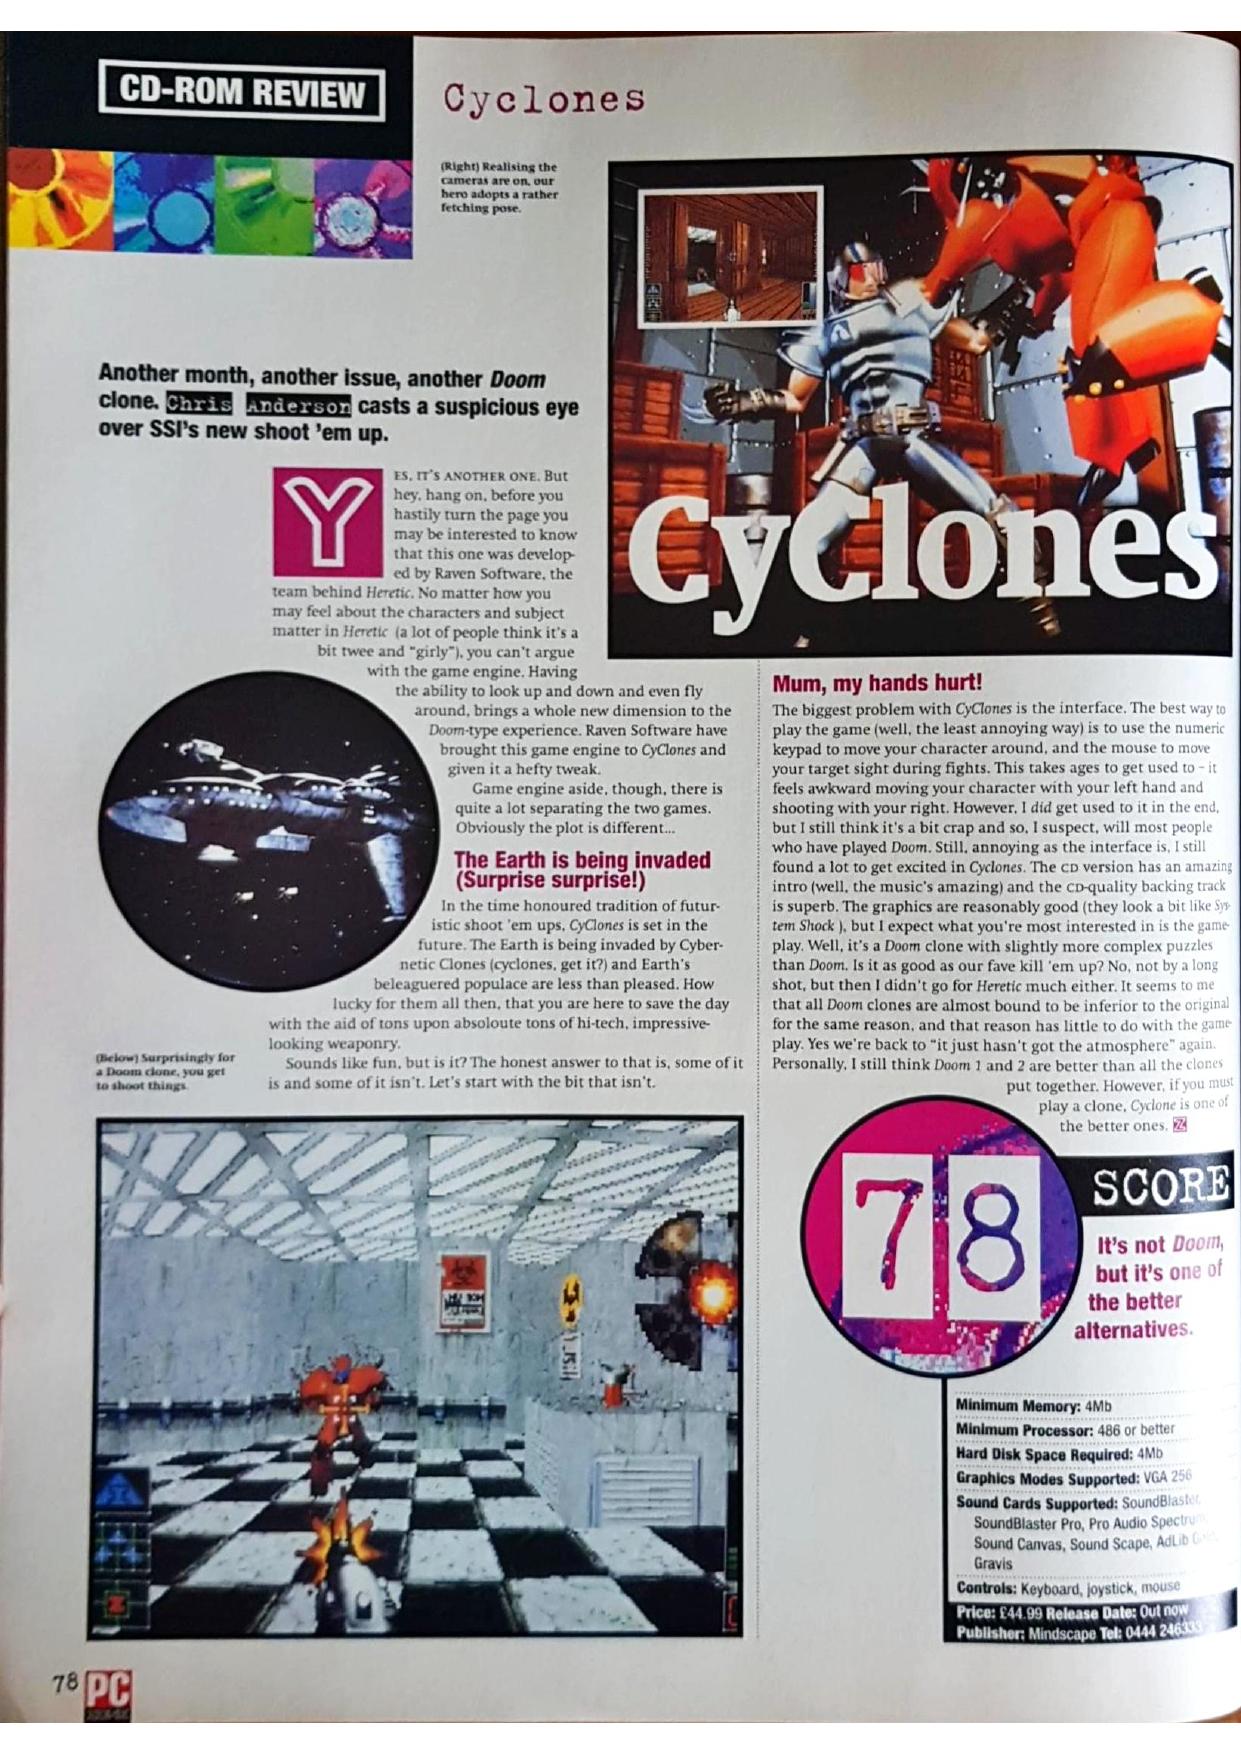 CD-ROM REVIEW
Cyclones
(Right) Realising the
cameras are on, our
hero adopts a rather
fetching pose.
Another month, another issue, another Doom
clone. Chris Anderson casts a suspicious eye
over SSI's new shoot 'em up.
CyClones
YES, IT'S ANOTHER ONE. But
hey, hang on, before you
hastily turn the page you
may be interested to know
that this one was develop-
ed by Raven Software, the
team behind Heretic. No matter how you
may feel about the characters and subject
matter in Heretic (a lot of people think it's a
bit twee and "girly"), you can't argue
with the game engine. Having
the ability to look up and down and even fly
around, brings a whole new dimension to the
Doom-type experience. Raven Software have
brought this game engine to CyClones and
given it a hefty tweak.
Game engine aside, though, there is
quite a lot separating the two games.
Obviously the plot is different...
The Earth is being invaded
(Surprise surprise!)
In the time honoured tradition of futur-
istic shoot 'em ups, CyClones is set in the
future. The Earth is being invaded by Cyber-
netic Clones (cyclones, get it?) and Earth's
beleaguered populace are less than pleased. How
lucky for them all then, that you are here to save the day
with the aid of tons upon absoloute tons of hi-tech, impressive-
looking weaponry.
Sounds like fun, but is it? The honest answer to that is, some of it
is and some of it isn't. Let's start with the bit that isn't.
(Below) Surprisingly for
a Doom clone, you get
to shoot things.
Mum, my hands hurt!
The biggest problem with CyClones is the interface. The best way to
play the game (well, the least annoying way) is to use the numeric
keypad to move your character around, and the mouse to move
your target sight during fights. This takes ages to get used to – it
feels awkward moving your character with your left hand and
shooting with your right. However, I did get used to it in the end,
but I still think it's a bit crap and so, I suspect, will most people
who have played Doom. Still, annoying as the interface is, I still
found a lot to get excited in Cyclones. The CD version has an amazing
intro (well, the music's amazing) and the CD-quality backing track
is superb. The graphics are reasonably good (they look a bit like Sys-
tem Shock ), but I expect what you're most interested in is the game-
play. Well, it's a Doom clone with slightly more complex puzzles
than Doom. Is it as good as our fave kill 'em up? No, not by a long
shot, but then I didn't go for Heretic much either. It seems to me
that all Doom clones are almost bound to be inferior to the original
for the same reason, and that reason has little to do with the game-
play. Yes we're back to "it just hasn't got the atmosphere" again.
Personally, I still think Doom 1 and 2 are better than all the clones
put together. However, if you must
play a clone, Cyclone is one of
the better ones.
78
SCORE
It's not Doom,
but it's one of
the better
alternatives.
Minimum Memory: 4Mb
Minimum Processor: 486 or better
Hard Disk Space Required: 4Mb
Graphics Modes Supported: VGA 256
Sound Cards Supported: SoundBlaster,
SoundBlaster Pro, Pro Audio Spectrum
Sound Canvas, Sound Scape, AdLib
Gravis
Controls: Keyboard, joystick, mouse
Price: £44.99 Release Date: Out now
Publisher: Mindscape Tel: 0444 246333
78 PC